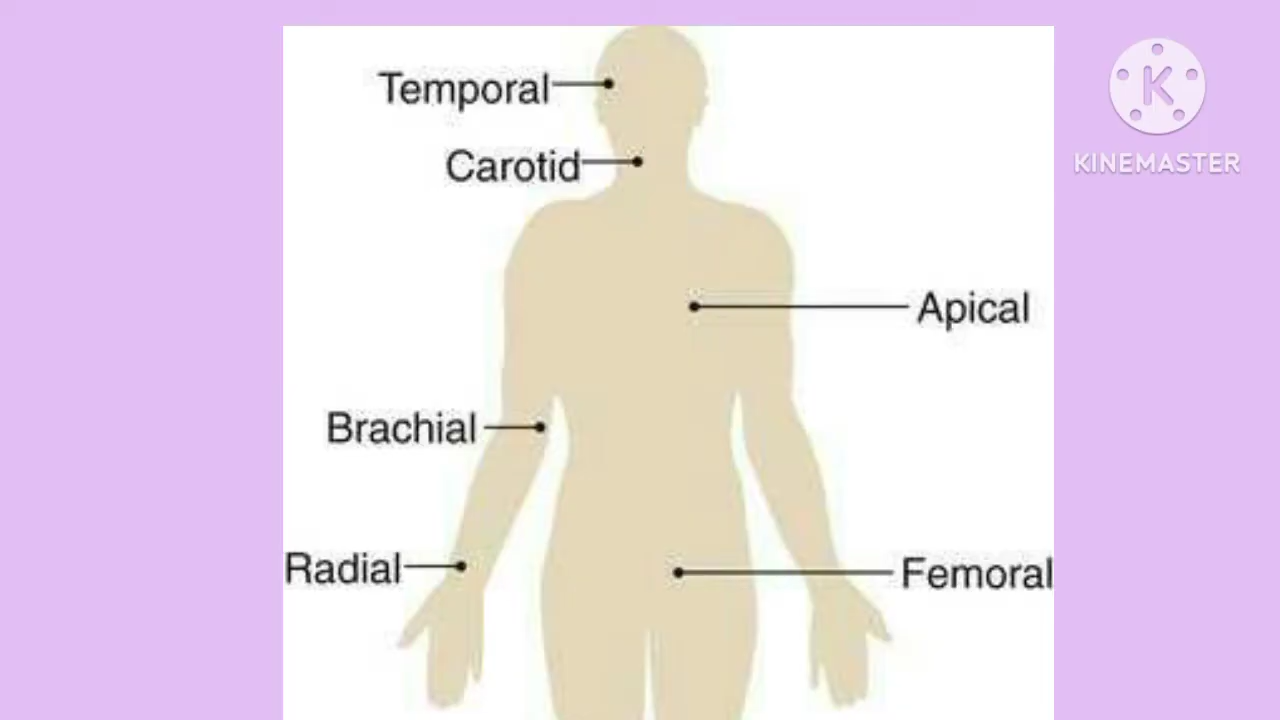 Temporal
Carotid
Apical
Brachial
Radial
Femoral
K
KINEMASTER